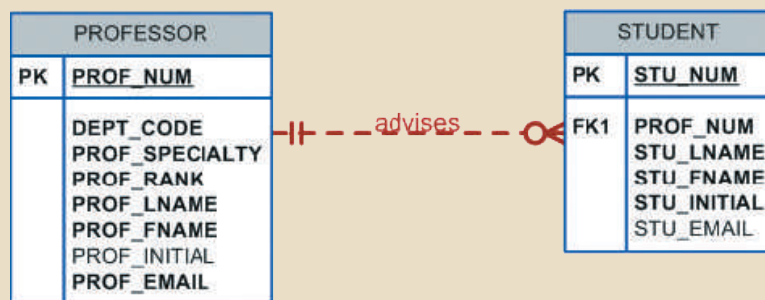 PROFESSOR
PK PROF_NUM
DEPT_CODE
PROF_SPECIALTY
PROF_RANK
PROF_LNAME
PROF_FNAME
PROF_INITIAL
PROF_EMAIL
advises
STUDENT
PK STU_NUM
FK1 PROF_NUM
STU_LNAME
STU_FNAME
STU_INITIAL
STU_EMAIL